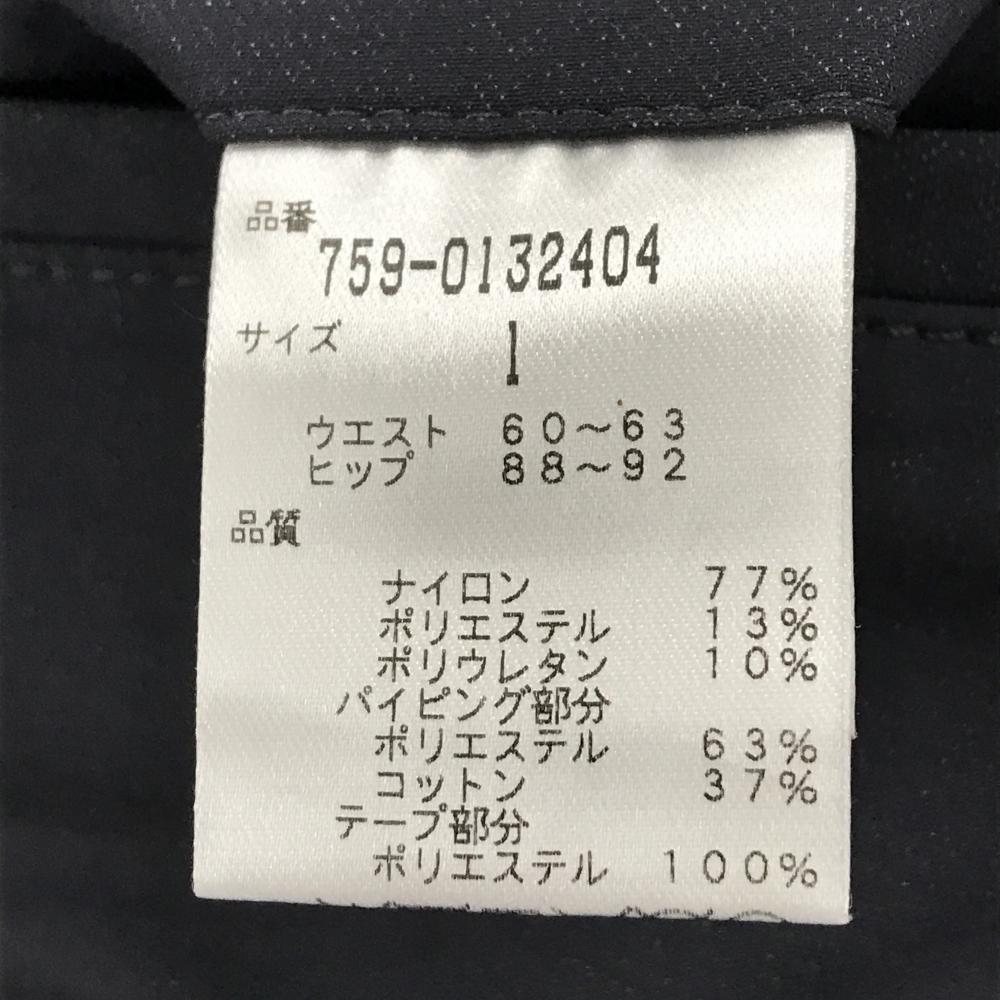 品番
759-0132404
サイズ 1
ウエスト 60～63
ヒップ 88～92
品質
ナイロン 77%
ポリエステル 13%
ポリウレタン 10%
パイピング部分
ポリエステル 63%
コットン 37%
テープ部分
ポリエステル 100%